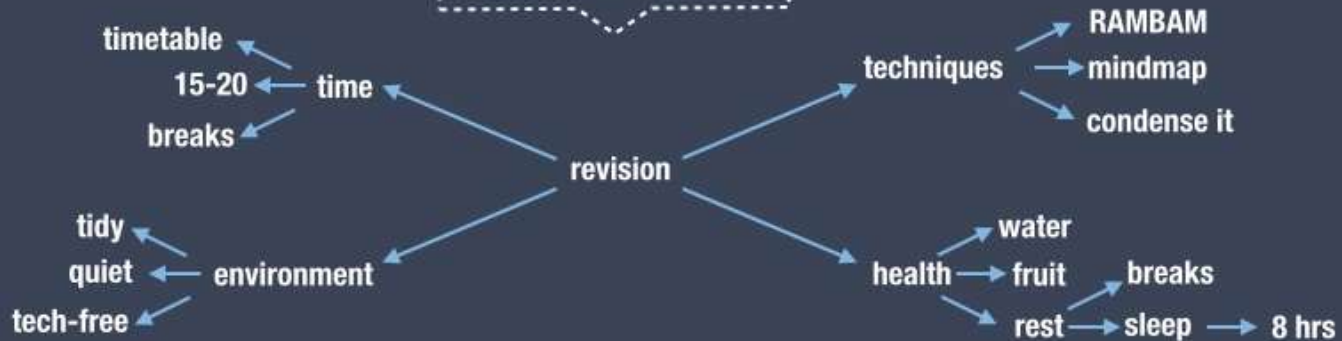 timetable
15-20
breaks
time
techniques
RAMBAM
mindmap
condense it
revision
tidy
quiet
tech-free
environment
health
water
fruit
rest
breaks
sleep
8 hrs